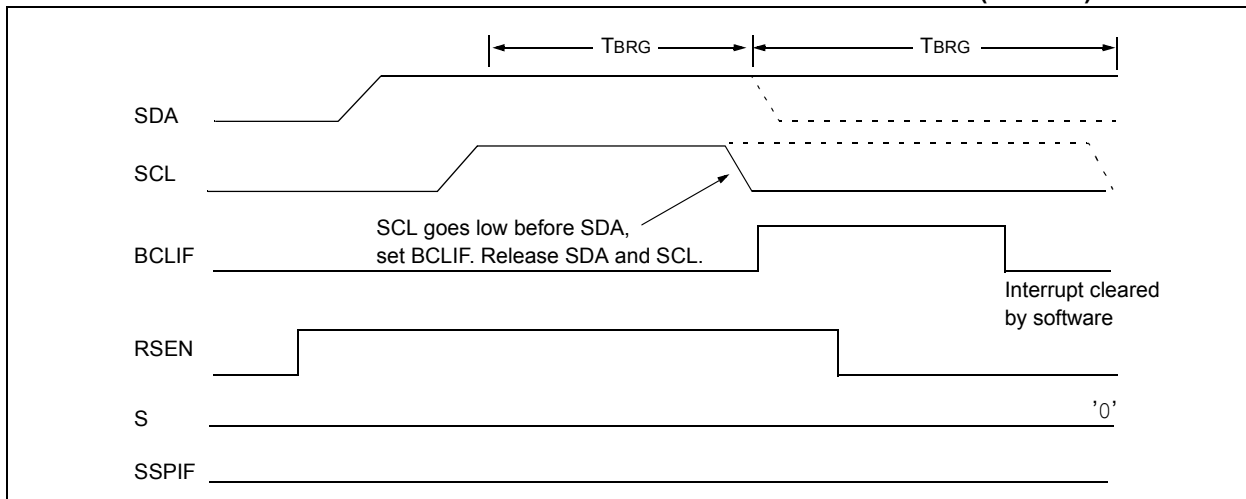 TBRG TBRG
SDA
SCL
SCL goes low before SDA,
set BCLIF. Release SDA and SCL.
BCLIF
Interrupt cleared
by software
RSEN
S '0'
SSPIF